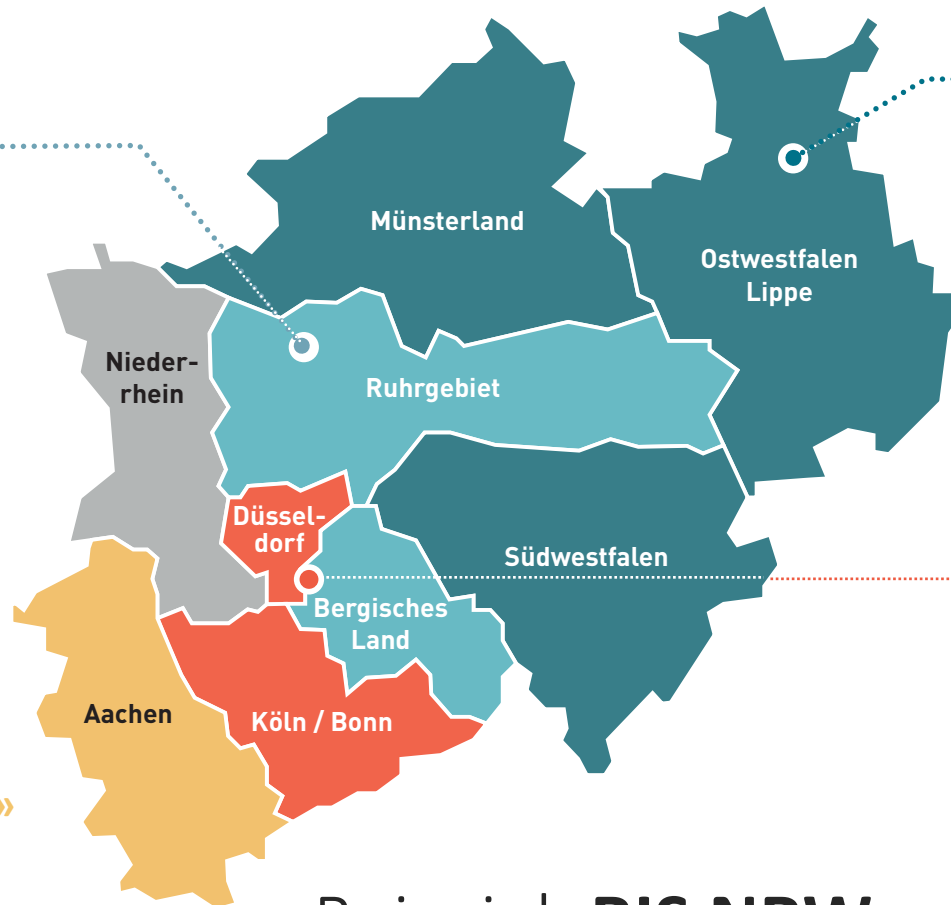 Münsterland
Ostwestfalen
Lippe
Nieder-
rhein
Ruhrgebiet
Düssel-
dorf
Südwestfalen
Bergisches
Land
Aachen
Köln / Bonn
»